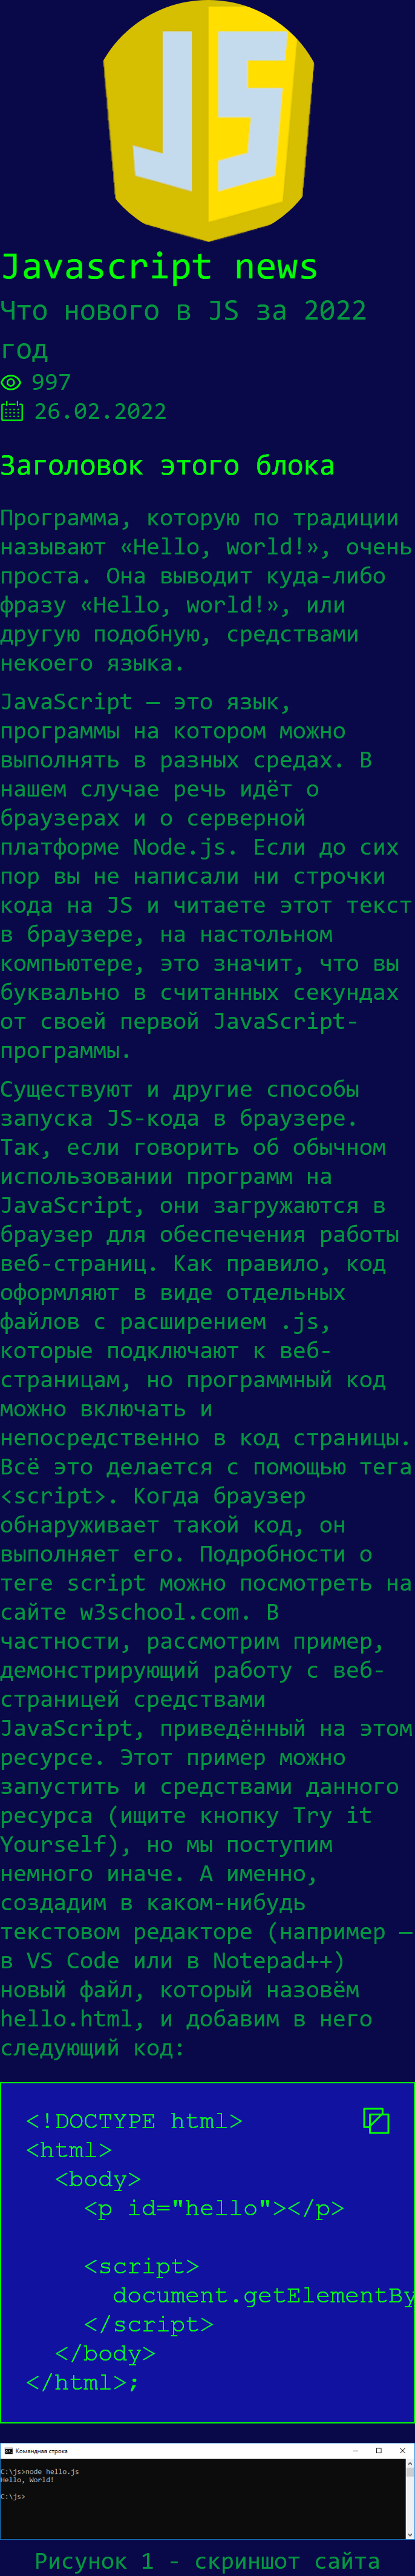 JS
Javascript news
Что нового в JS за 2022
год
997
26.02.2022
Заголовок этого блока
Программа, которую по традиции
называют «Hello, world!», очень
проста. Она выводит куда-либо
фразу «Hello, world!», или
другую подобную, средствами
некоего языка.
JavaScript — это язык,
программы на котором можно
выполнять в разных средах. В
нашем случае речь идёт о
браузерах и о серверной
платформе Node.js. Если до сих
пор вы не написали ни строчки
кода на JS и читаете этот текст
в браузере, на настольном
компьютере, это значит, что вы
буквально в считанных секундах
от своей первой JavaScript-
программы.
Существуют и другие способы
запуска JS-кода в браузере.
Так, если говорить об обычном
использовании программ на
JavaScript, они загружаются в
браузер для обеспечения работы
веб-страниц. Как правило, код
оформляют в виде отдельных
файлов с расширением .js,
которые подключают к веб-
страницам, но программный код
можно включать и
непосредственно в код страницы.
Всё это делается с помощью тега
<script>. Когда браузер
обнаруживает такой код, он
выполняет его. Подробности о
теге script можно посмотреть на
сайте w3school.com. В
частности, рассмотрим пример,
демонстрирующий работу с веб-
страницей средствами
JavaScript, приведённый на этом
ресурсе. Этот пример можно
запустить и средствами данного
ресурса (ищите кнопку Try it
Yourself), но мы поступим
немного иначе. А именно,
создадим в каком-нибудь
текстовом редакторе (например —
в VS Code или в Notepad++)
новый файл, который назовём
hello.html, и добавим в него
следующий код:
<!DOCTYPE html>
<html>
<body>
<p id="hello"></p>
<script>
document.getElementBy
</script>
</body>
</html>;
Командная строка
C:\js>node hello.js
Hello, World!
C:\js>
Рисунок 1 - скриншот сайта